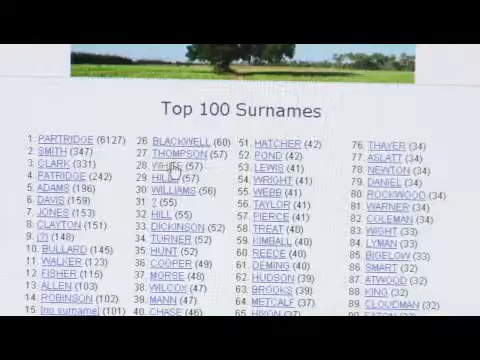 Top 100 Surnames
1. PARTRIDGE (6127)
2. SMITH (347)
3. CLARK (331)
4. PATRIDGE (242)
5. ADAMS (196)
6. DAVIS (159)
7. JONES (153)
8. CLAYTON (151)
9. (?) (148)
10. BULLARD (145)
11. WALKER (123)
12. FISHER (115)
13. ALLEN (103)
14. ROBINSON (102)
15. [no surname] (101)
26. BLACKWELL (60)
27. THOMPSON (57)
28. WHITE (57)
29. (57)
30. WILLIAMS (56)
31. ? (55)
32. HILL (55)
33. DICKINSON (52)
34. TURNER (52)
35. HUNT (52)
36. COOPER (49)
37. MORSE (48)
38. WILCOX (47)
39. MANN (47)
40. CHASE (46)
51. HATCHER (42)
52. POND (42)
53. LEWIS (41)
54. WRIGHT (41)
55. WEBB (41)
56. TAYLOR (41)
57. PIERCE (41)
58. TREAT (40)
59. KIMBALL (40)
60. REECE (40)
61. DEMING (40)
62. HUDSON (39)
63. BROOKS (39)
64. METCALF (37)
65. HIXON (37)
76. THAYER (34)
77. ASLATT (34)
78. NEWTON (34)
79. DANIEL (34)
80. ROCKWOOD (34)
81. WARNER (34)
82. COLEMAN (34)
83. WIGHT (33)
84. LYMAN (33)
85. BIGELOW (33)
86. SMART (32)
87. ATWOOD (32)
88. KING (32)
89. CLOUDMAN (32)